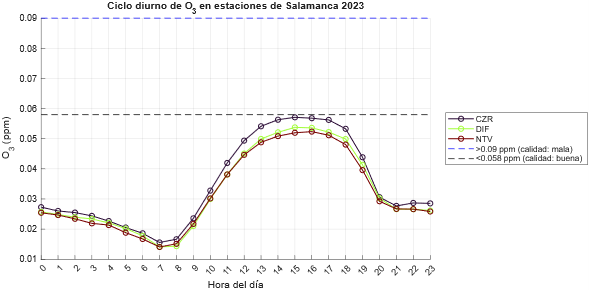 Ciclo diurno de O3 en estaciones de Salamanca 2023
0.09
0.08
0.07
0.06
0.05
0.04
0.03
0.02
0.01
O3 (ppm)
0 1 2 3 4 5 6 7 8 9 10 11 12 13 14 15 16 17 18 19 20 21 22 23
Hora del día
CZR
DIF
NTV
>0.09 ppm (calidad: mala)
<0.058 ppm (calidad: buena)